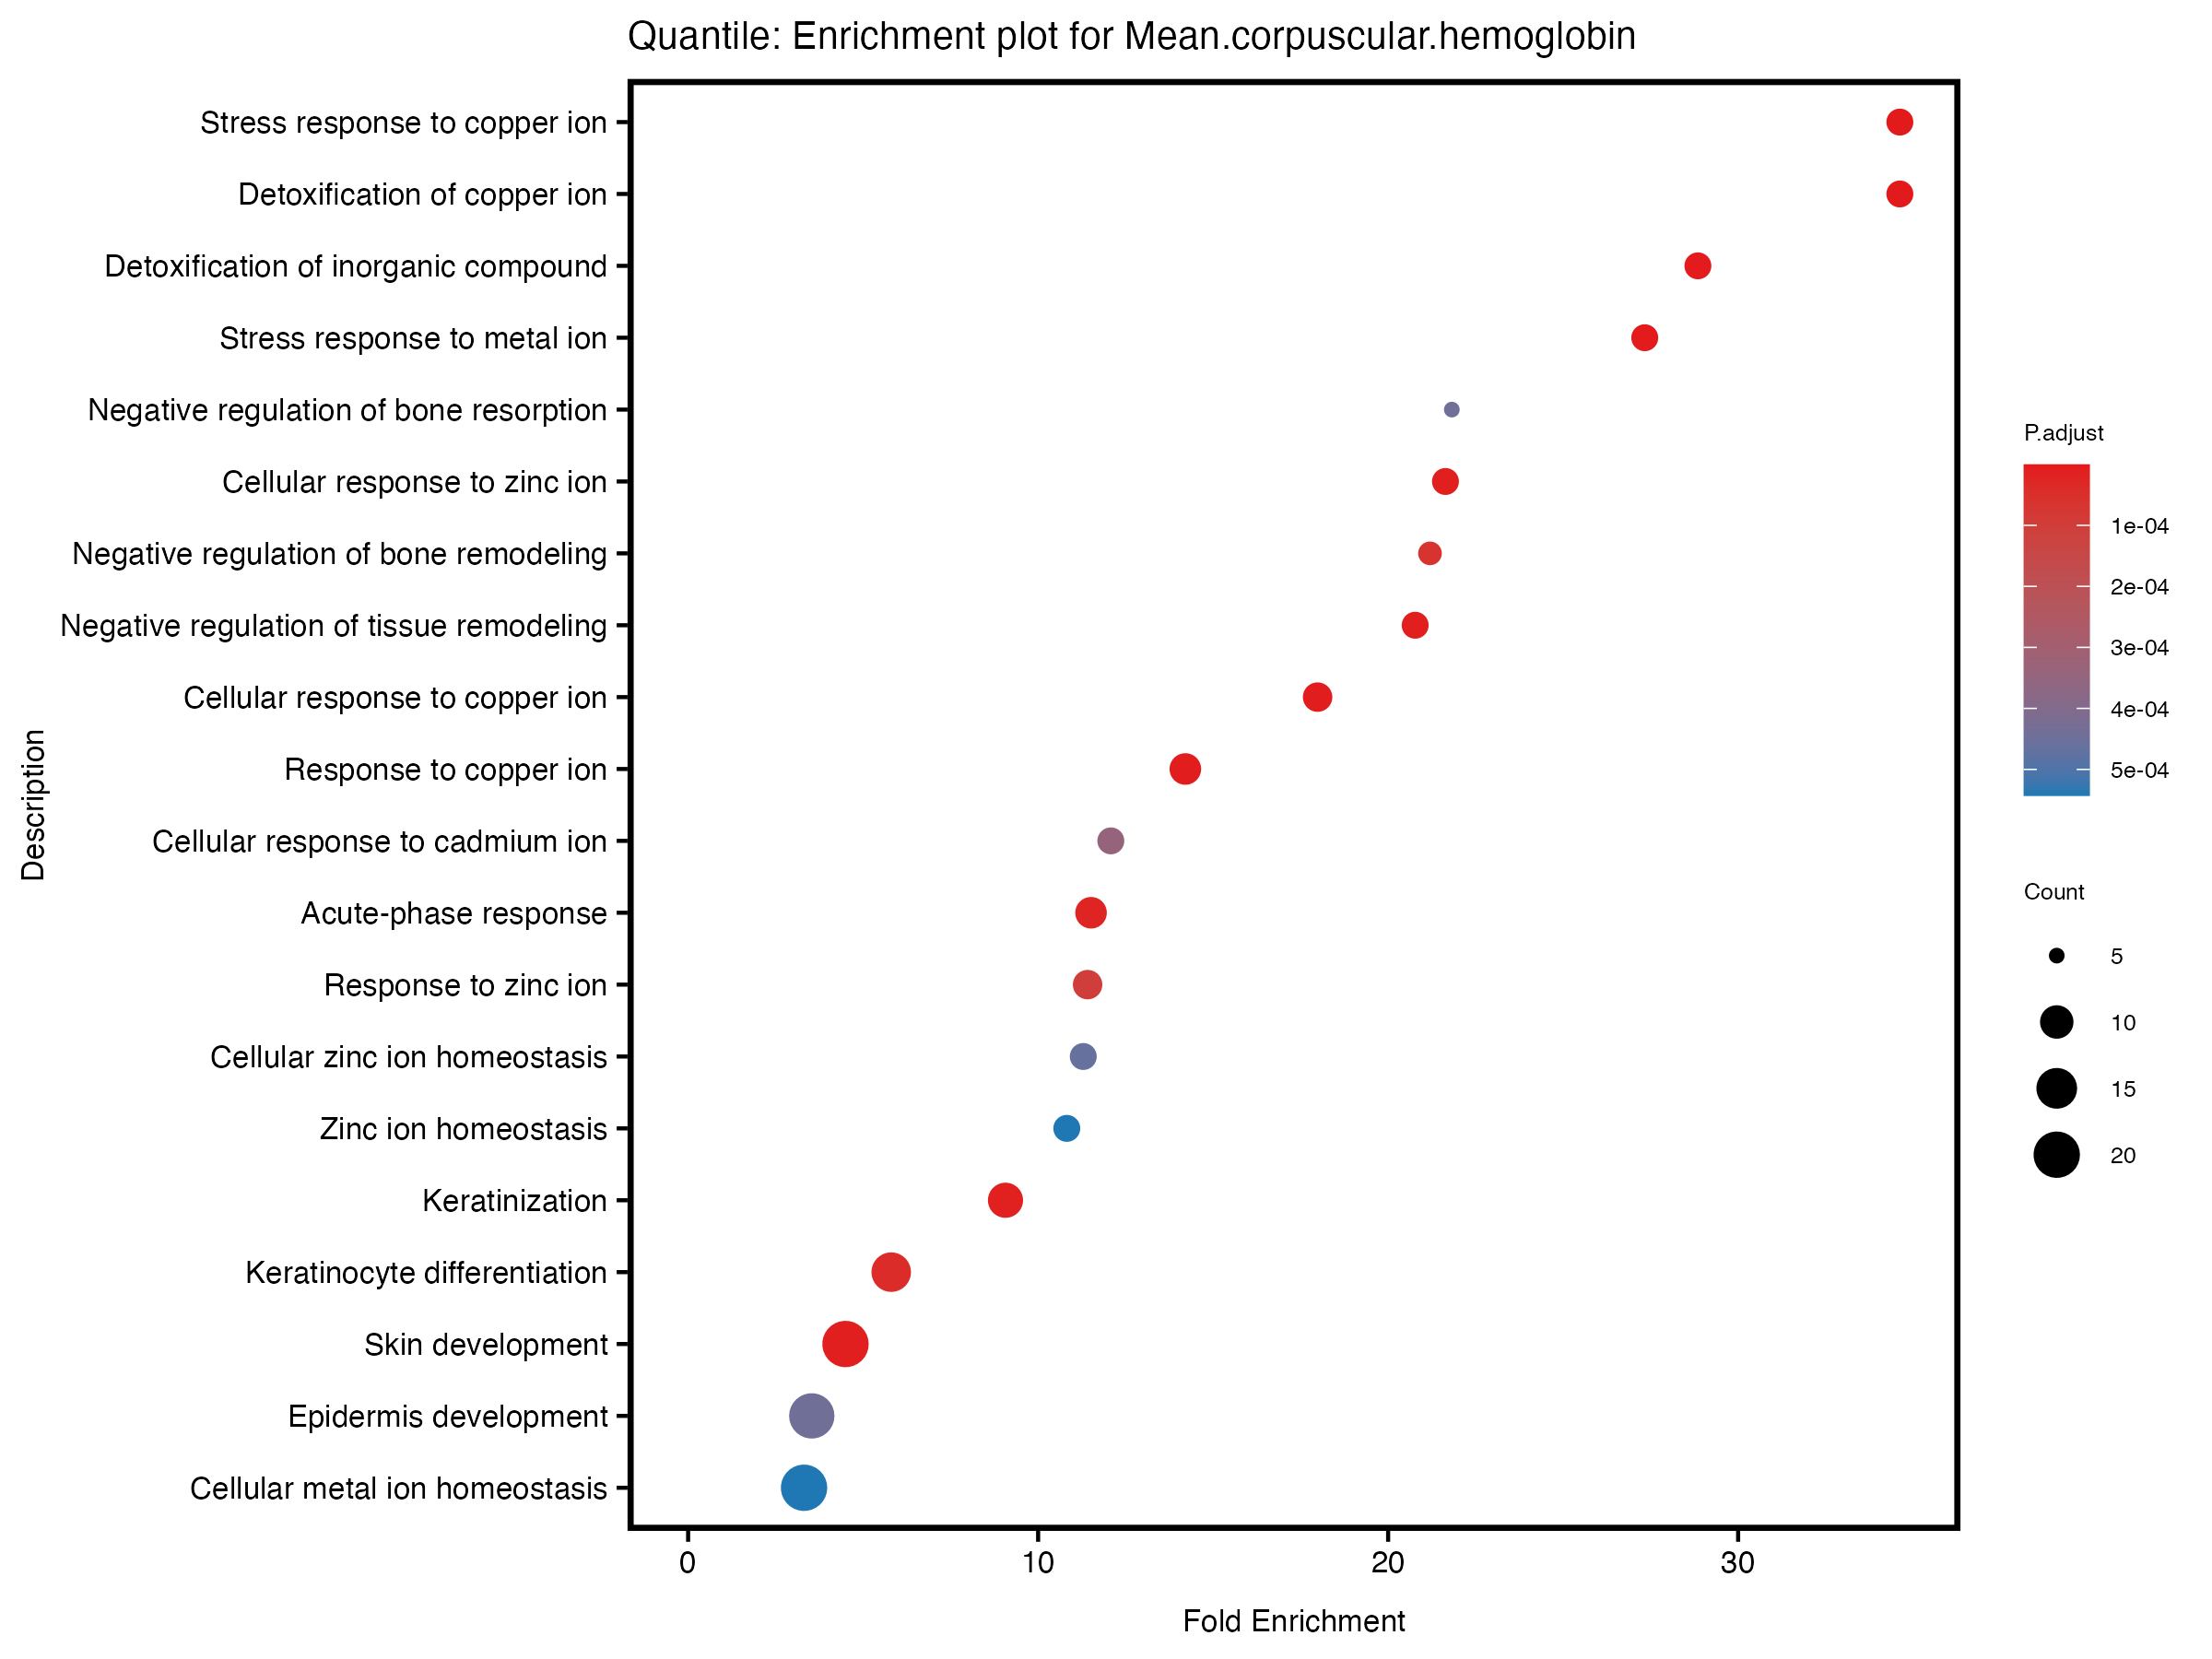 Quantile: Enrichment plot for Mean.corpuscular.hemoglobin
Stress response to copper ion
Detoxification of copper ion
Detoxification of inorganic compound
Stress response to metal ion
Negative regulation of bone resorption
Cellular response to zinc ion
Negative regulation of bone remodeling
Negative regulation of tissue remodeling
Cellular response to copper ion
Response to copper ion
Cellular response to cadmium ion
Acute-phase response
Response to zinc ion
Cellular zinc ion homeostasis
Zinc ion homeostasis
Keratinization
Keratinocyte differentiation
Skin development
Epidermis development
Cellular metal ion homeostasis
Description
0 10 20 30
Fold Enrichment
P.adjust
1e-04
2e-04
3e-04
4e-04
5e-04
Count
5
10
15
20